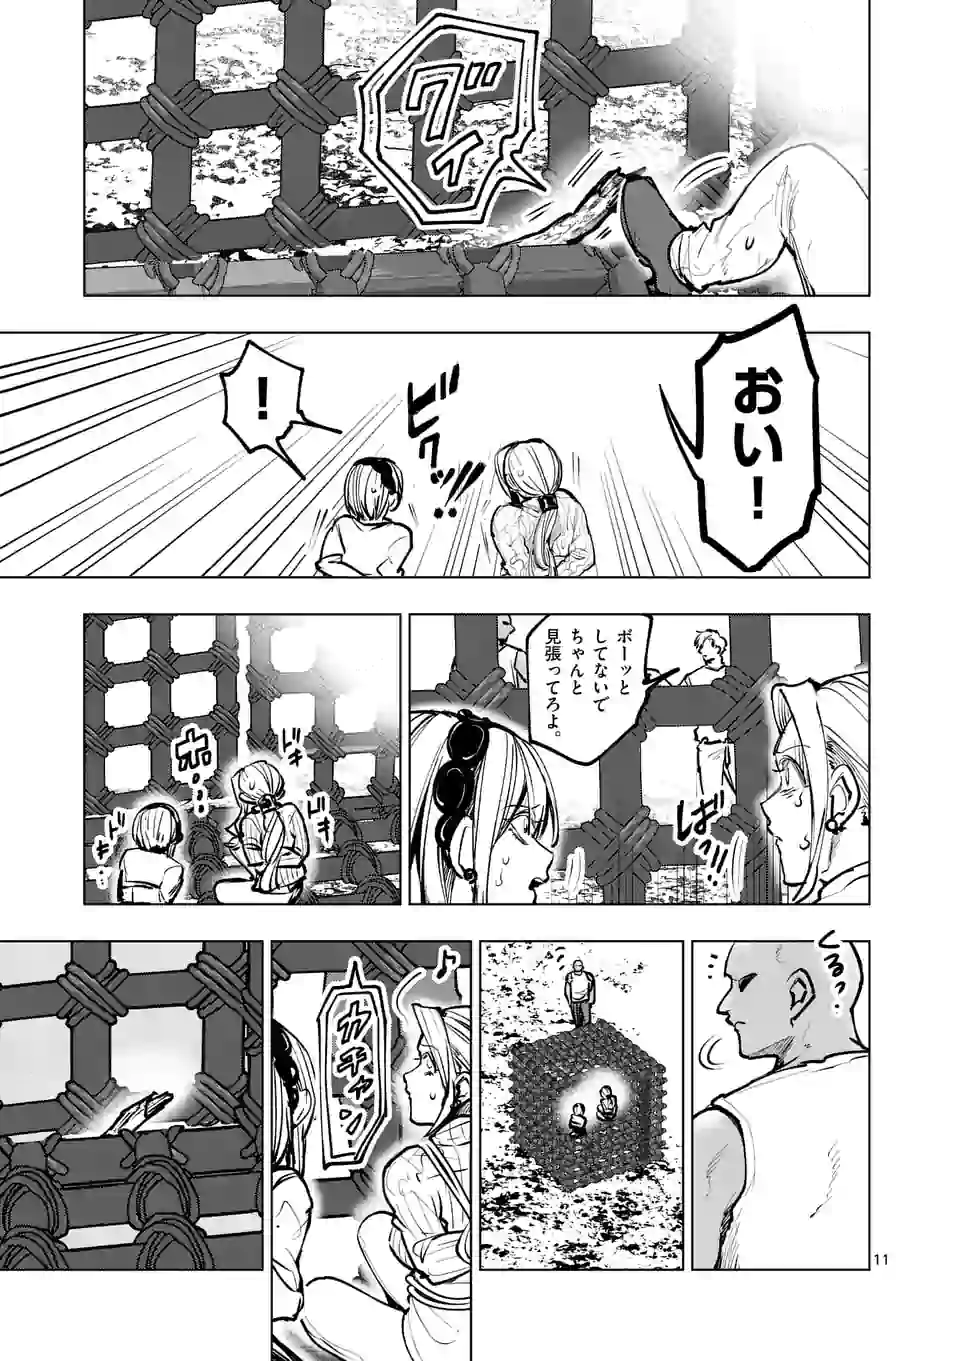 グイッ
おい！
ビクッ!!
！
ボーッと
してないで
ちゃんと
見張ってろよ。
ばっ!!
ホ…
ドキ
ドキ
ドキ
くるっ…
♪
カチャン
11